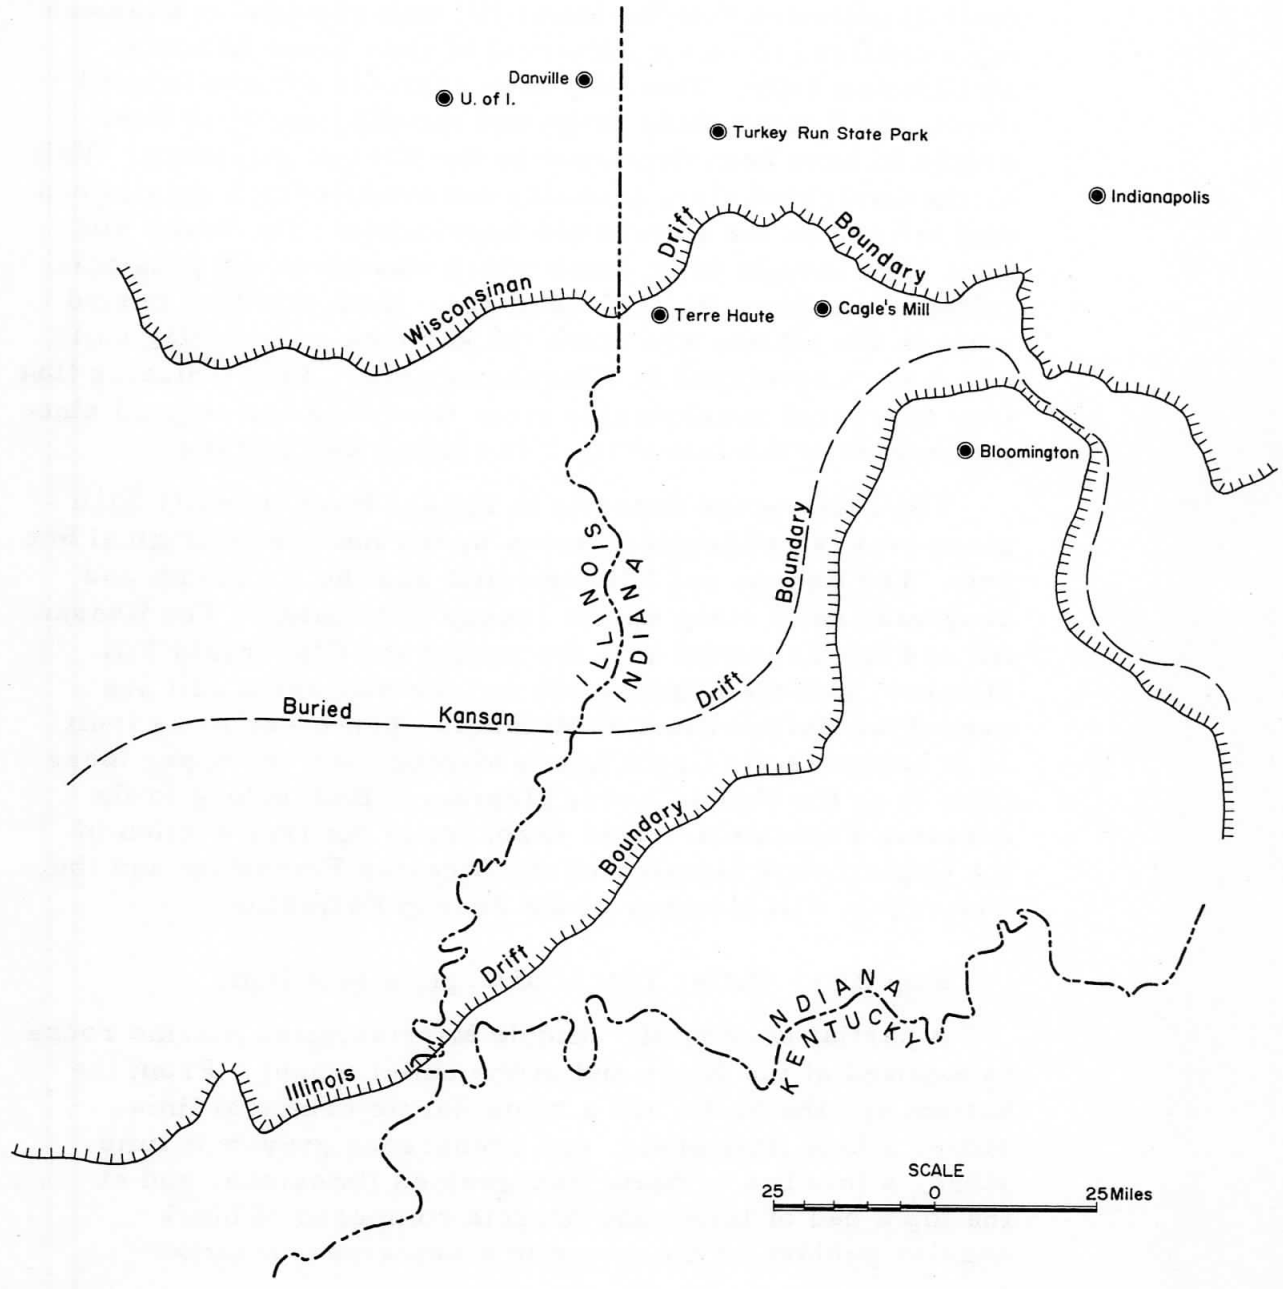 Danville
U. of I.
Turkey Run State Park
Indianapolis
Wisconsinan Drift Boundary
Terre Haute
Cagle's Mill
Bloomington
ILLINOIS
INDIANA
Buried Kansan Drift Boundary
Illinois Drift Boundary
INDIANA
KENTUCKY
SCALE
25 0 25 Miles